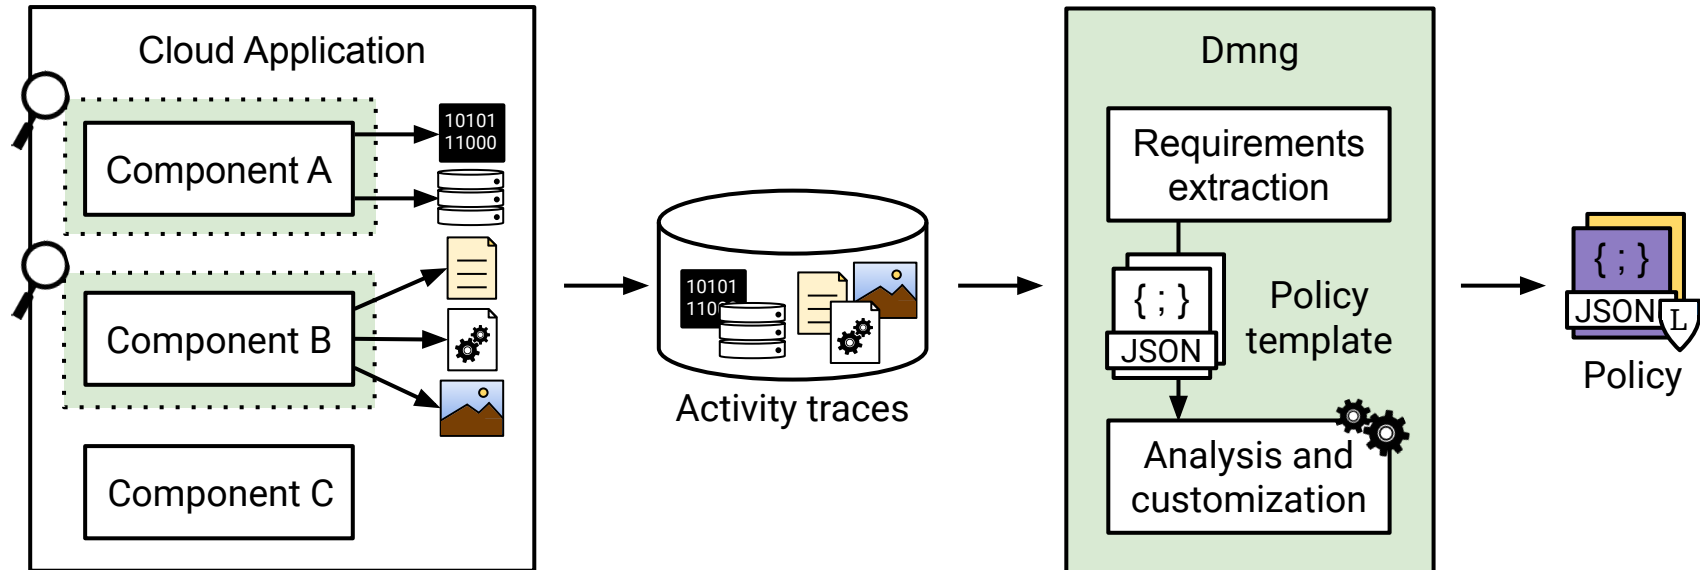 Cloud Application
Component A
10101
11000
Component B
Component C
10101
110
Activity traces
Dmng
Requirements
extraction
{ ; }
JSON
Policy
template
Analysis and
customization
{ ; }
JSON
L
Policy